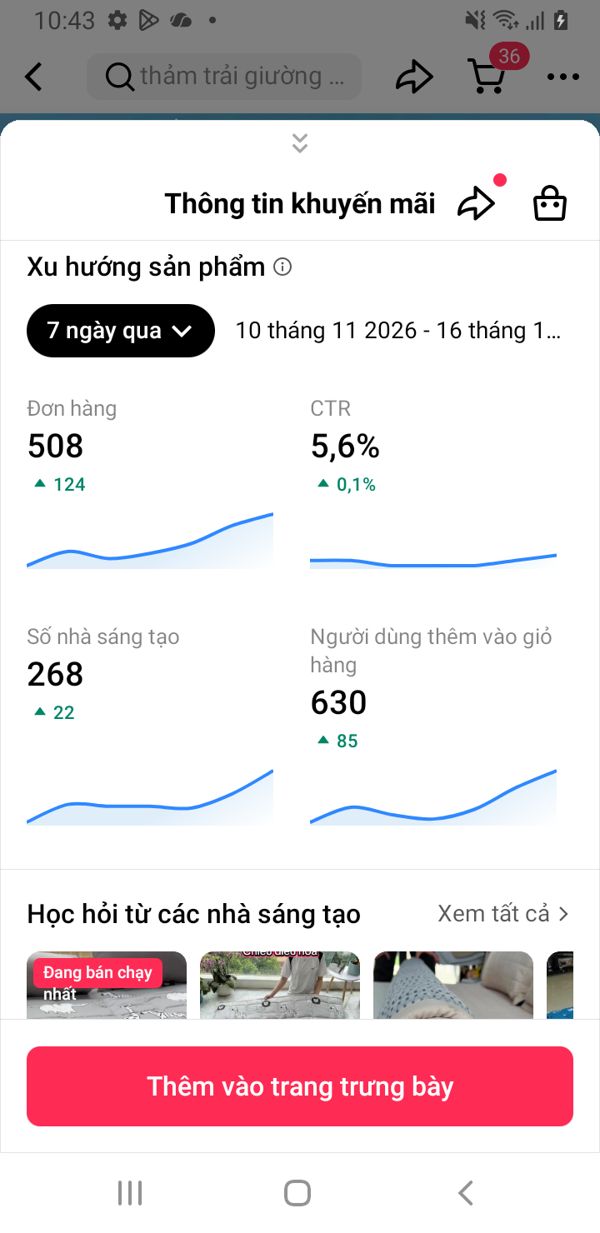 10:43
thảm trải giường ...
36
Thông tin khuyến mãi
Xu hướng sản phẩm
7 ngày qua
10 tháng 11 2026 - 16 tháng 1...
Đơn hàng
508
124
CTR
5,6%
0,1%
Số nhà sáng tạo
268
22
Người dùng thêm vào giỏ
hàng
630
85
Học hỏi từ các nhà sáng tạo
Xem tất cả
Đang bán chạy
nhất
Chiếu điều hòa
Thêm vào trang trưng bày